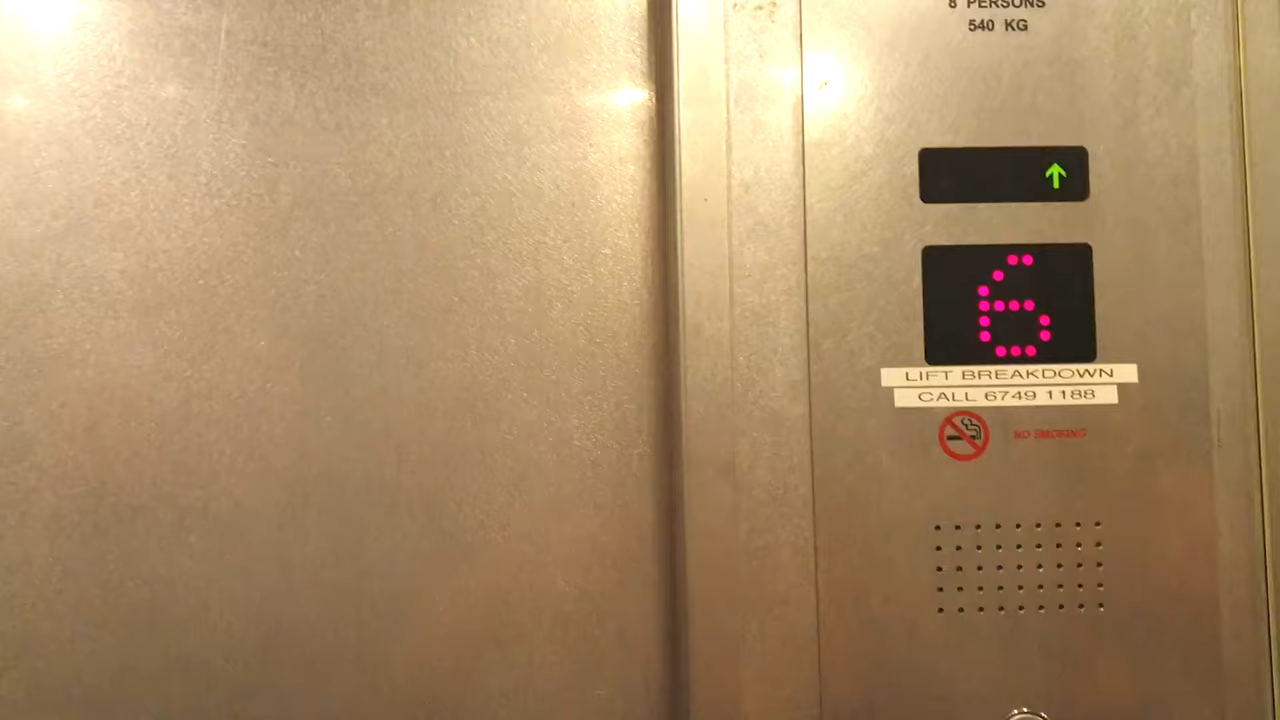 8 PERSONS
540 KG
6
LIFT BREAKDOWN
CALL 6749 1188
NO SMOKING